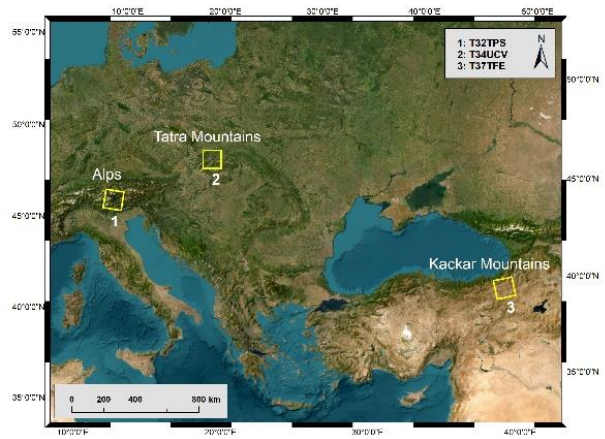 10°0'0"E 20°0'0"E 30°0'0"E 40°0'0"E 50°0'0"E
55°0'0"N
1: T32TPS
2: T34UCV
3: T37TFE
N
50°0'0"N
50°0'0"N
Tatra Mountains
2
Alps
1
45°0'0"N
45°0'0"N
Kackar Mountains
3
40°0'0"N
40°0'0"N
35°0'0"N
35°0'0"N
0 200 400 800 km
10°0'0"E 20°0'0"E 30°0'0"E 40°0'0"E